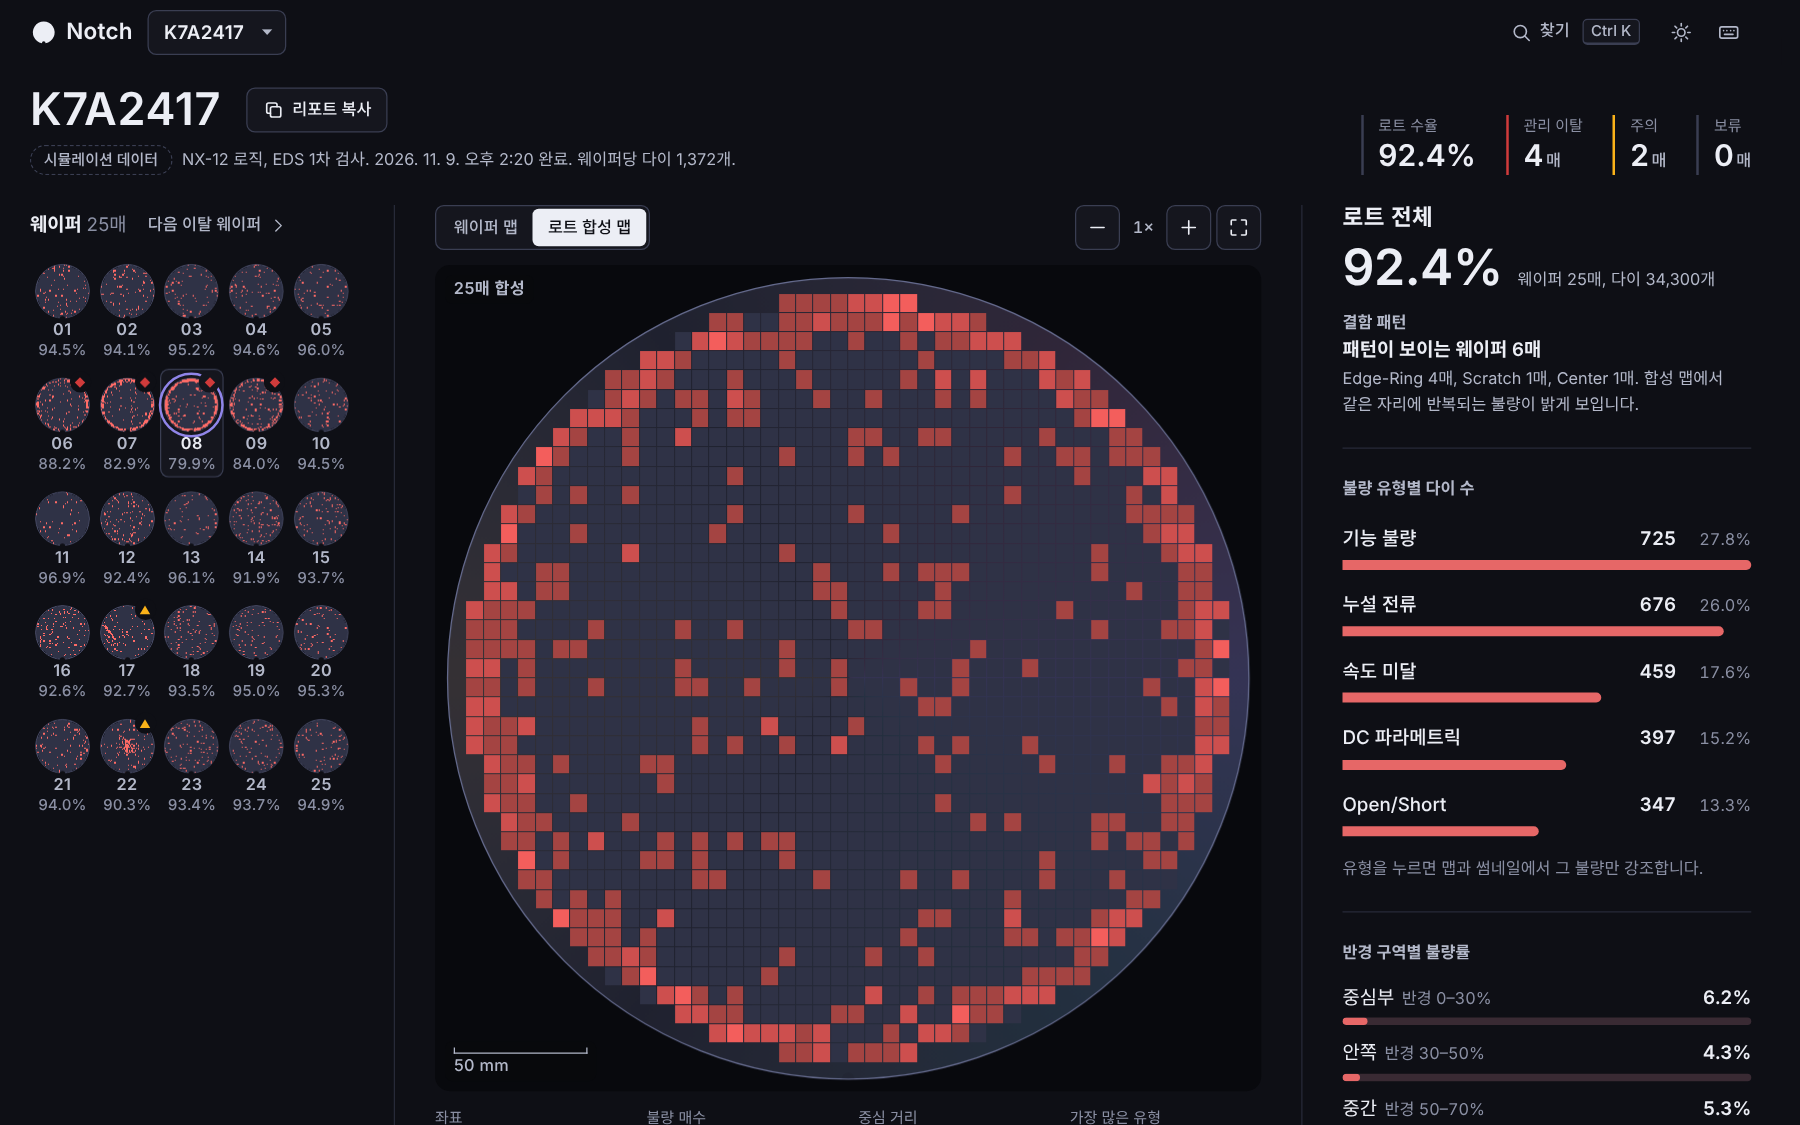 Notch
K7A2417
찾기
Ctrl K
K7A2417
리포트 복사
시뮬레이션 데이터
NX-12 로직, EDS 1차 검사. 2026. 11. 9. 오후 2:20 완료. 웨이퍼당 다이 1,372개.
로트 수율
92.4%
관리 이탈
4매
주의
2매
보류
0매
웨이퍼 25매
다음 이탈 웨이퍼
01 02 03 04 05
94.5% 94.1% 95.2% 94.6% 96.0%
06 07 08 09 10
88.2% 82.9% 79.9% 84.0% 94.5%
11 12 13 14 15
96.9% 92.4% 96.1% 91.9% 93.7%
16 17 18 19 20
92.6% 92.7% 93.5% 95.0% 95.3%
21 22 23 24 25
94.0% 90.3% 93.4% 93.7% 94.9%
웨이퍼 맵
로트 합성 맵
1×
25매 합성
50 mm
좌표
불량 매수
중심 거리
가장 많은 유형
로트 전체
92.4%
웨이퍼 25매, 다이 34,300개
결함 패턴
패턴이 보이는 웨이퍼 6매
Edge-Ring 4매, Scratch 1매, Center 1매. 합성 맵에서
같은 자리에 반복되는 불량이 밝게 보입니다.
불량 유형별 다이 수
기능 불량 725 27.8%
누설 전류 676 26.0%
속도 미달 459 17.6%
DC 파라메트릭 397 15.2%
Open/Short 347 13.3%
유형을 누르면 맵과 썸네일에서 그 불량만 강조합니다.
반경 구역별 불량률
중심부 반경 0–30% 6.2%
안쪽 반경 30–50% 4.3%
중간 반경 50–70% 5.3%